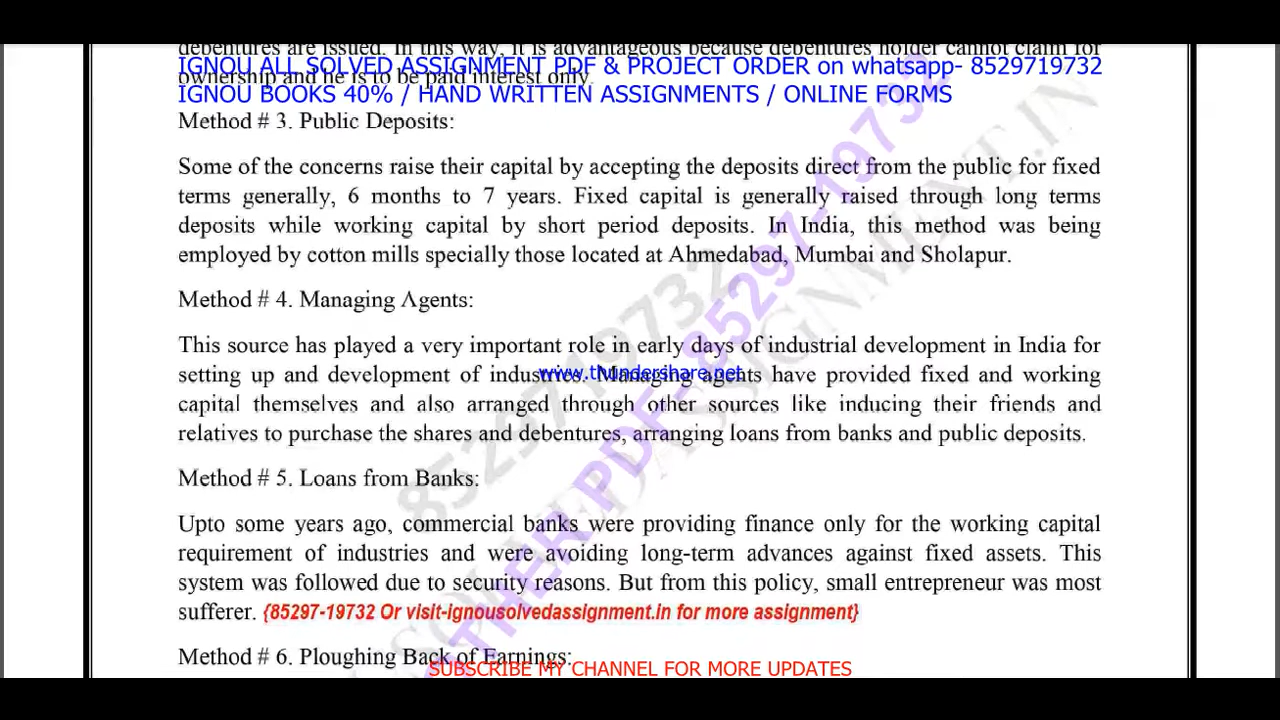 debentures are issued. In this way, it is advantageous because debentures holder cannot claim for
IGNOU ALL SOLVED ASSIGNMENT PDF & PROJECT ORDER on whatsapp- 8529719732
ownership and he is to be paid interest only.
IGNOU BOOKS 40% / HAND WRITTEN ASSIGNMENTS / ONLINE FORMS
Method # 3. Public Deposits:
Some of the concerns raise their capital by accepting the deposits direct from the public for fixed
terms generally, 6 months to 7 years. Fixed capital is generally raised through long terms
deposits while working capital by short period deposits. In India, this method was being
employed by cotton mills specially those located at Ahmedabad, Mumbai and Sholapur.
Method # 4. Managing Agents:
This source has played a very important role in early days of industrial development in India for
setting up and development of industries. Managing agents have provided fixed and working
www.thundershare.net
capital themselves and also arranged through other sources like inducing their friends and
relatives to purchase the shares and debentures, arranging loans from banks and public deposits.
Method # 5. Loans from Banks:
Upto some years ago, commercial banks were providing finance only for the working capital
requirement of industries and were avoiding long-term advances against fixed assets. This
system was followed due to security reasons. But from this policy, small entrepreneur was most
sufferer. {85297-19732 Or visit-ignousolvedassignment.in for more assignment}
Method # 6. Ploughing Back of Earnings:
SUBSCRIBE MY CHANNEL FOR MORE UPDATES
8529719732
THER PDF-85297-19732